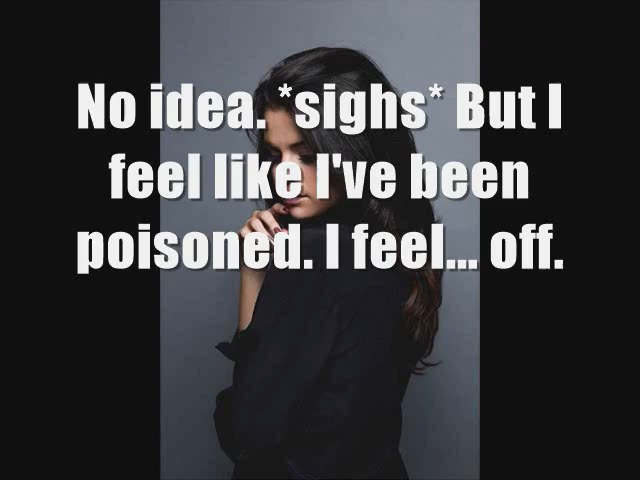 No idea. *sighs* But I
feel like I've been
poisoned. I feel... off.